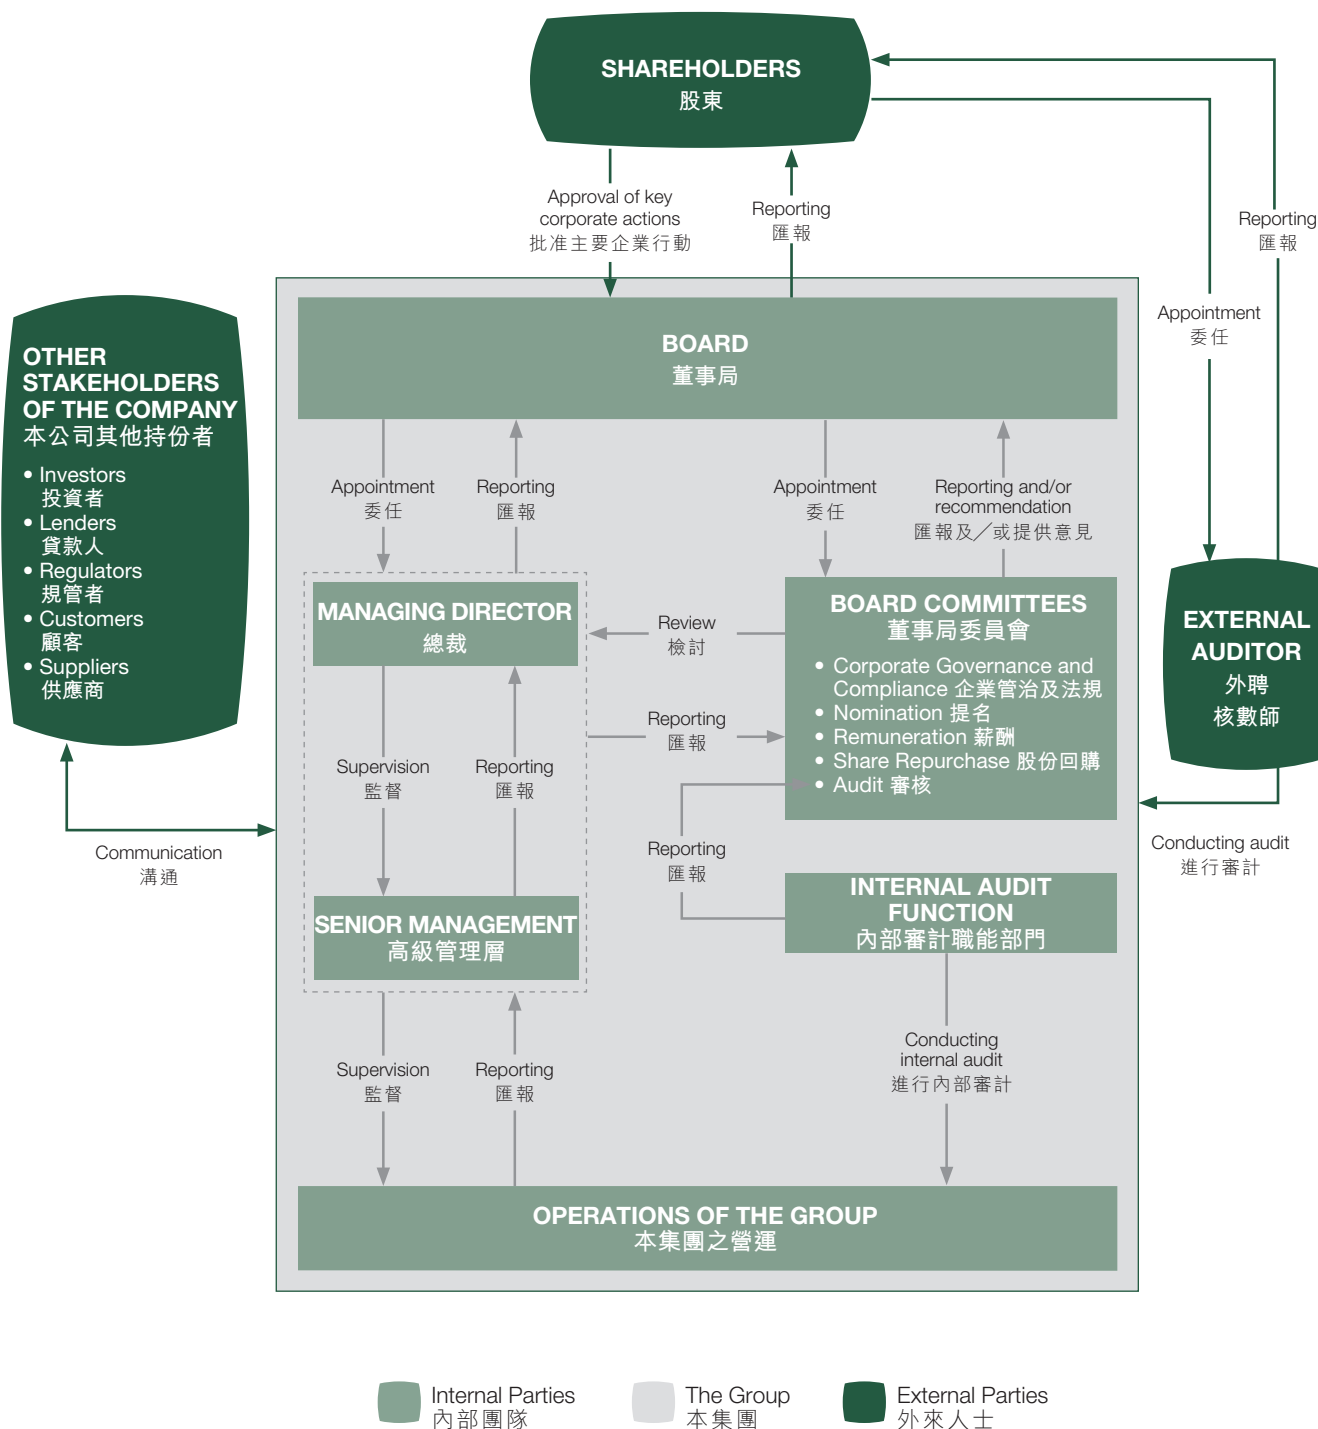 SHAREHOLDERS
股東
Approval of key
corporate actions
批准主要企業行動
Reporting
匯報
Reporting
匯報
Appointment
委任
BOARD
董事局
OTHER
STAKEHOLDERS
OF THE COMPANY
本公司其他持份者
• Investors
投資者
• Lenders
貸款人
• Regulators
規管者
• Customers
顧客
• Suppliers
供應商
Communication
溝通
Appointment
委任
Reporting
匯報
Appointment
委任
Reporting and/or
recommendation
匯報及／或提供意見
MANAGING DIRECTOR
總裁
Review
檢討
BOARD COMMITTEES
董事局委員會
• Corporate Governance and
Compliance 企業管治及法規
• Nomination 提名
• Remuneration 薪酬
• Share Repurchase 股份回購
• Audit 審核
EXTERNAL
AUDITOR
外聘
核數師
Reporting
匯報
Supervision
監督
Reporting
匯報
Reporting
匯報
Conducting audit
進行審計
SENIOR MANAGEMENT
高級管理層
INTERNAL AUDIT
FUNCTION
內部審計職能部門
Supervision
監督
Reporting
匯報
Conducting
internal audit
進行內部審計
OPERATIONS OF THE GROUP
本集團之營運
Internal Parties
內部團隊
The Group
本集團
External Parties
外來人士